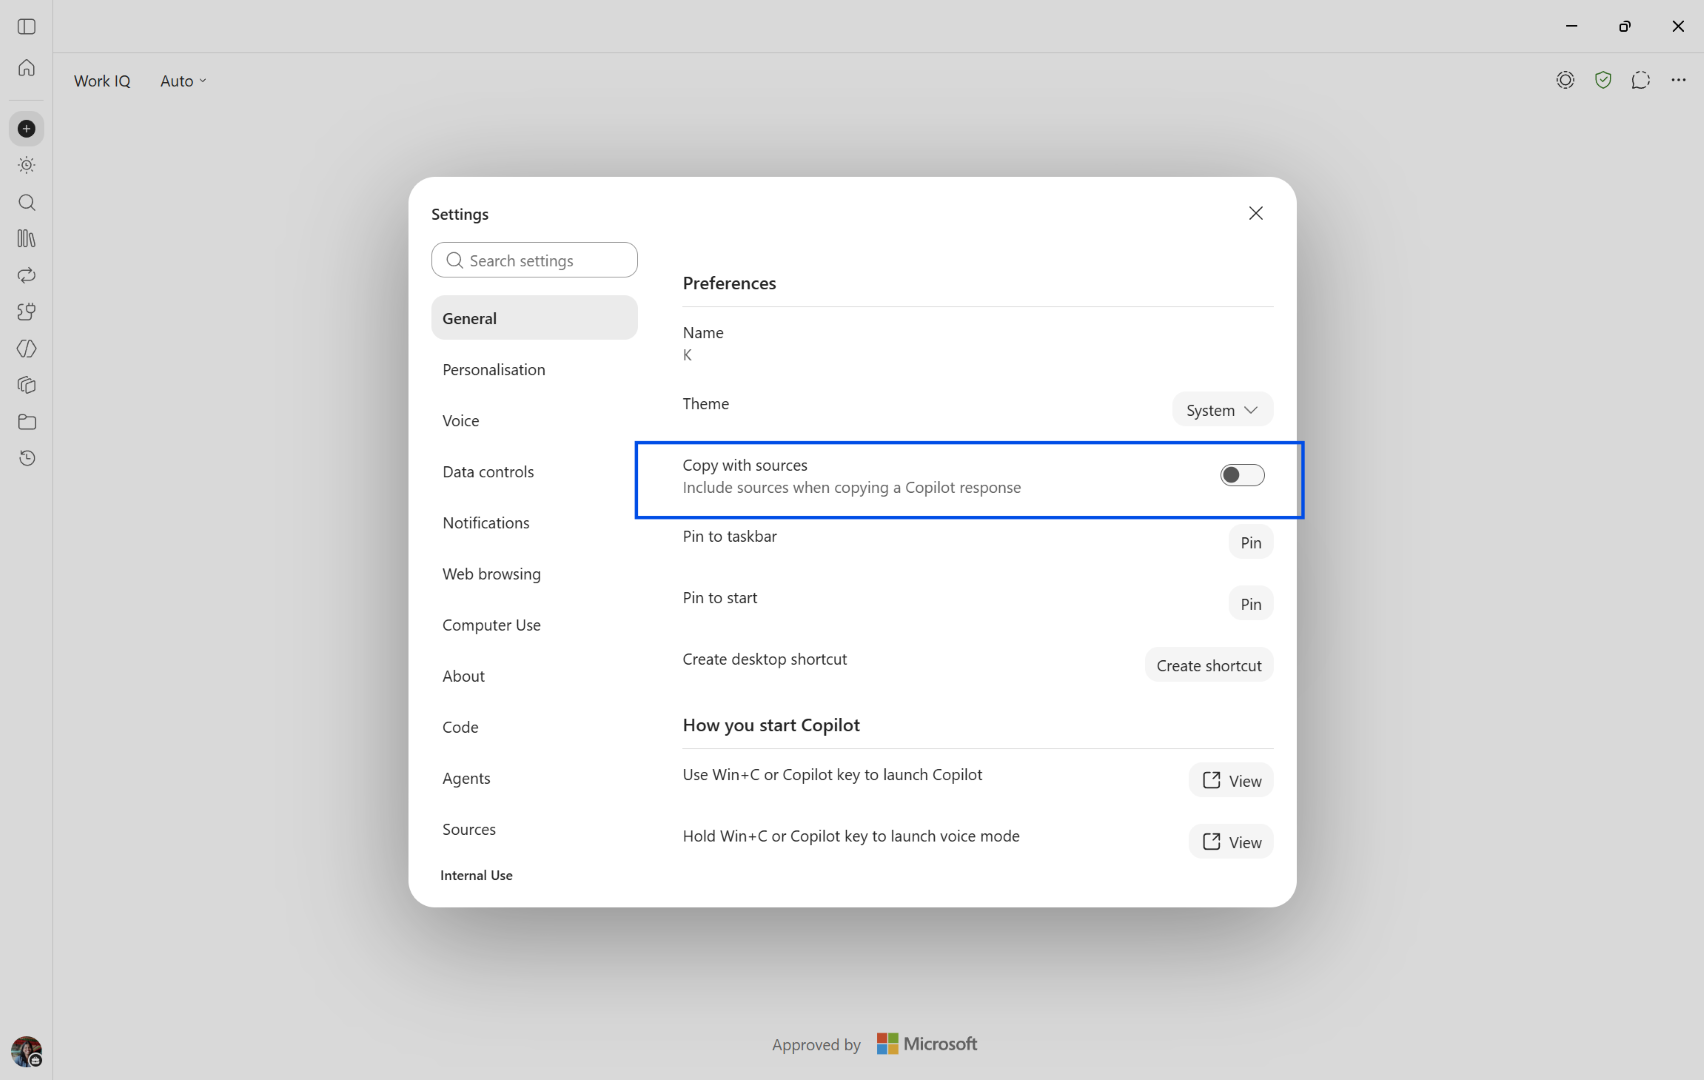 Work IQ
Auto
Settings
Search settings
General
Personalisation
Voice
Data controls
Notifications
Web browsing
Computer Use
About
Code
Agents
Sources
Internal Use
Preferences
Name
K
Theme
System
Copy with sources
Include sources when copying a Copilot response
Pin to taskbar
Pin
Pin to start
Pin
Create desktop shortcut
Create shortcut
How you start Copilot
Use Win+C or Copilot key to launch Copilot
View
Hold Win+C or Copilot key to launch voice mode
View
Approved by Microsoft